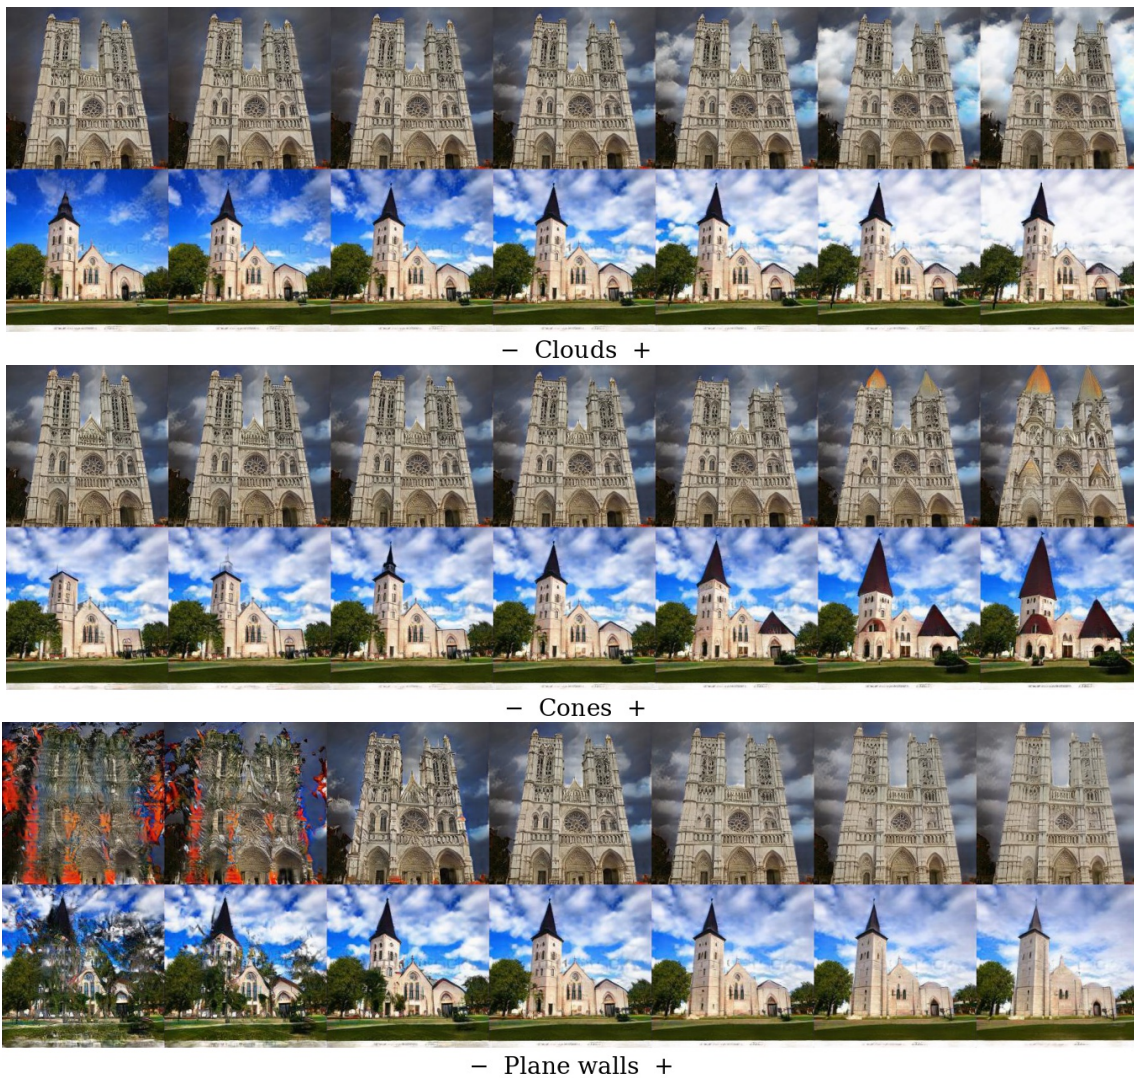 − Clouds +
− Cones +
− Plane walls +